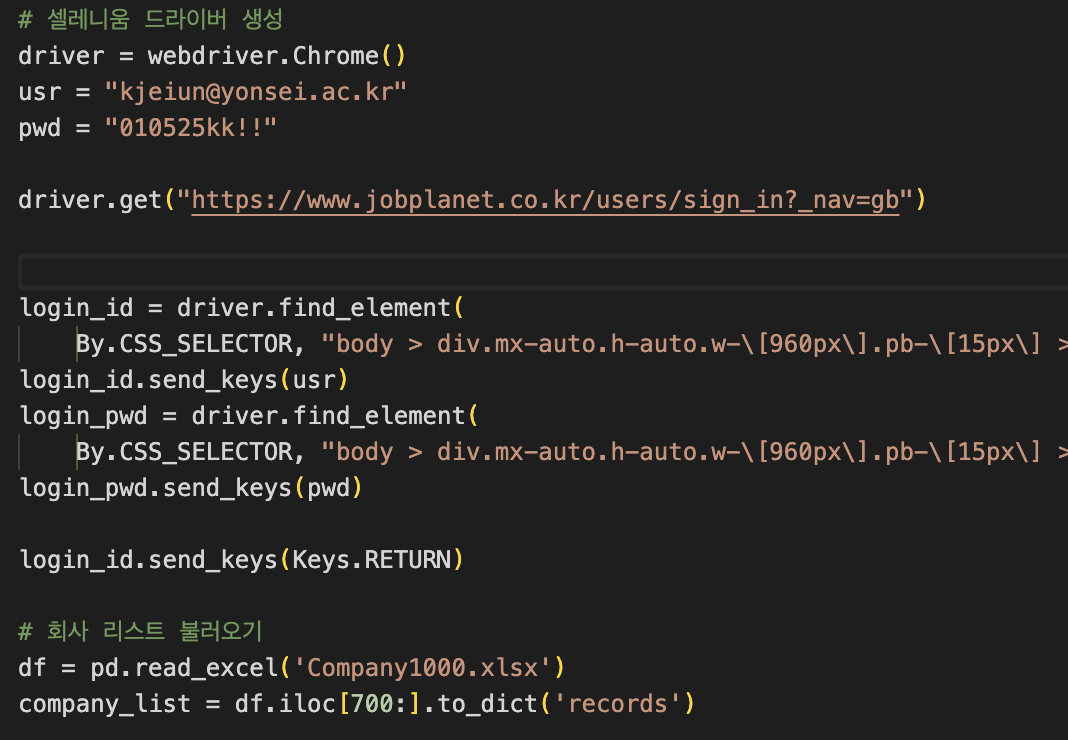 # 셀레니움 드라이버 생성
driver = webdriver.Chrome()
usr = "kjeiun@yonsei.ac.kr"
pwd = "010525kk!!"
driver.get("https://www.jobplanet.co.kr/users/sign_in?_nav=gb")
login_id = driver.find_element(
By.CSS_SELECTOR, "body > div.mx-auto.h-auto.w-\[960px\].pb-\[15px\] >
login_id.send_keys(usr)
login_pwd = driver.find_element(
By.CSS_SELECTOR, "body > div.mx-auto.h-auto.w-\[960px\].pb-\[15px\] >
login_pwd.send_keys(pwd)
login_id.send_keys(Keys.RETURN)
# 회사 리스트 불러오기
df = pd.read_excel('Company1000.xlsx')
company_list = df.iloc[700:].to_dict('records')